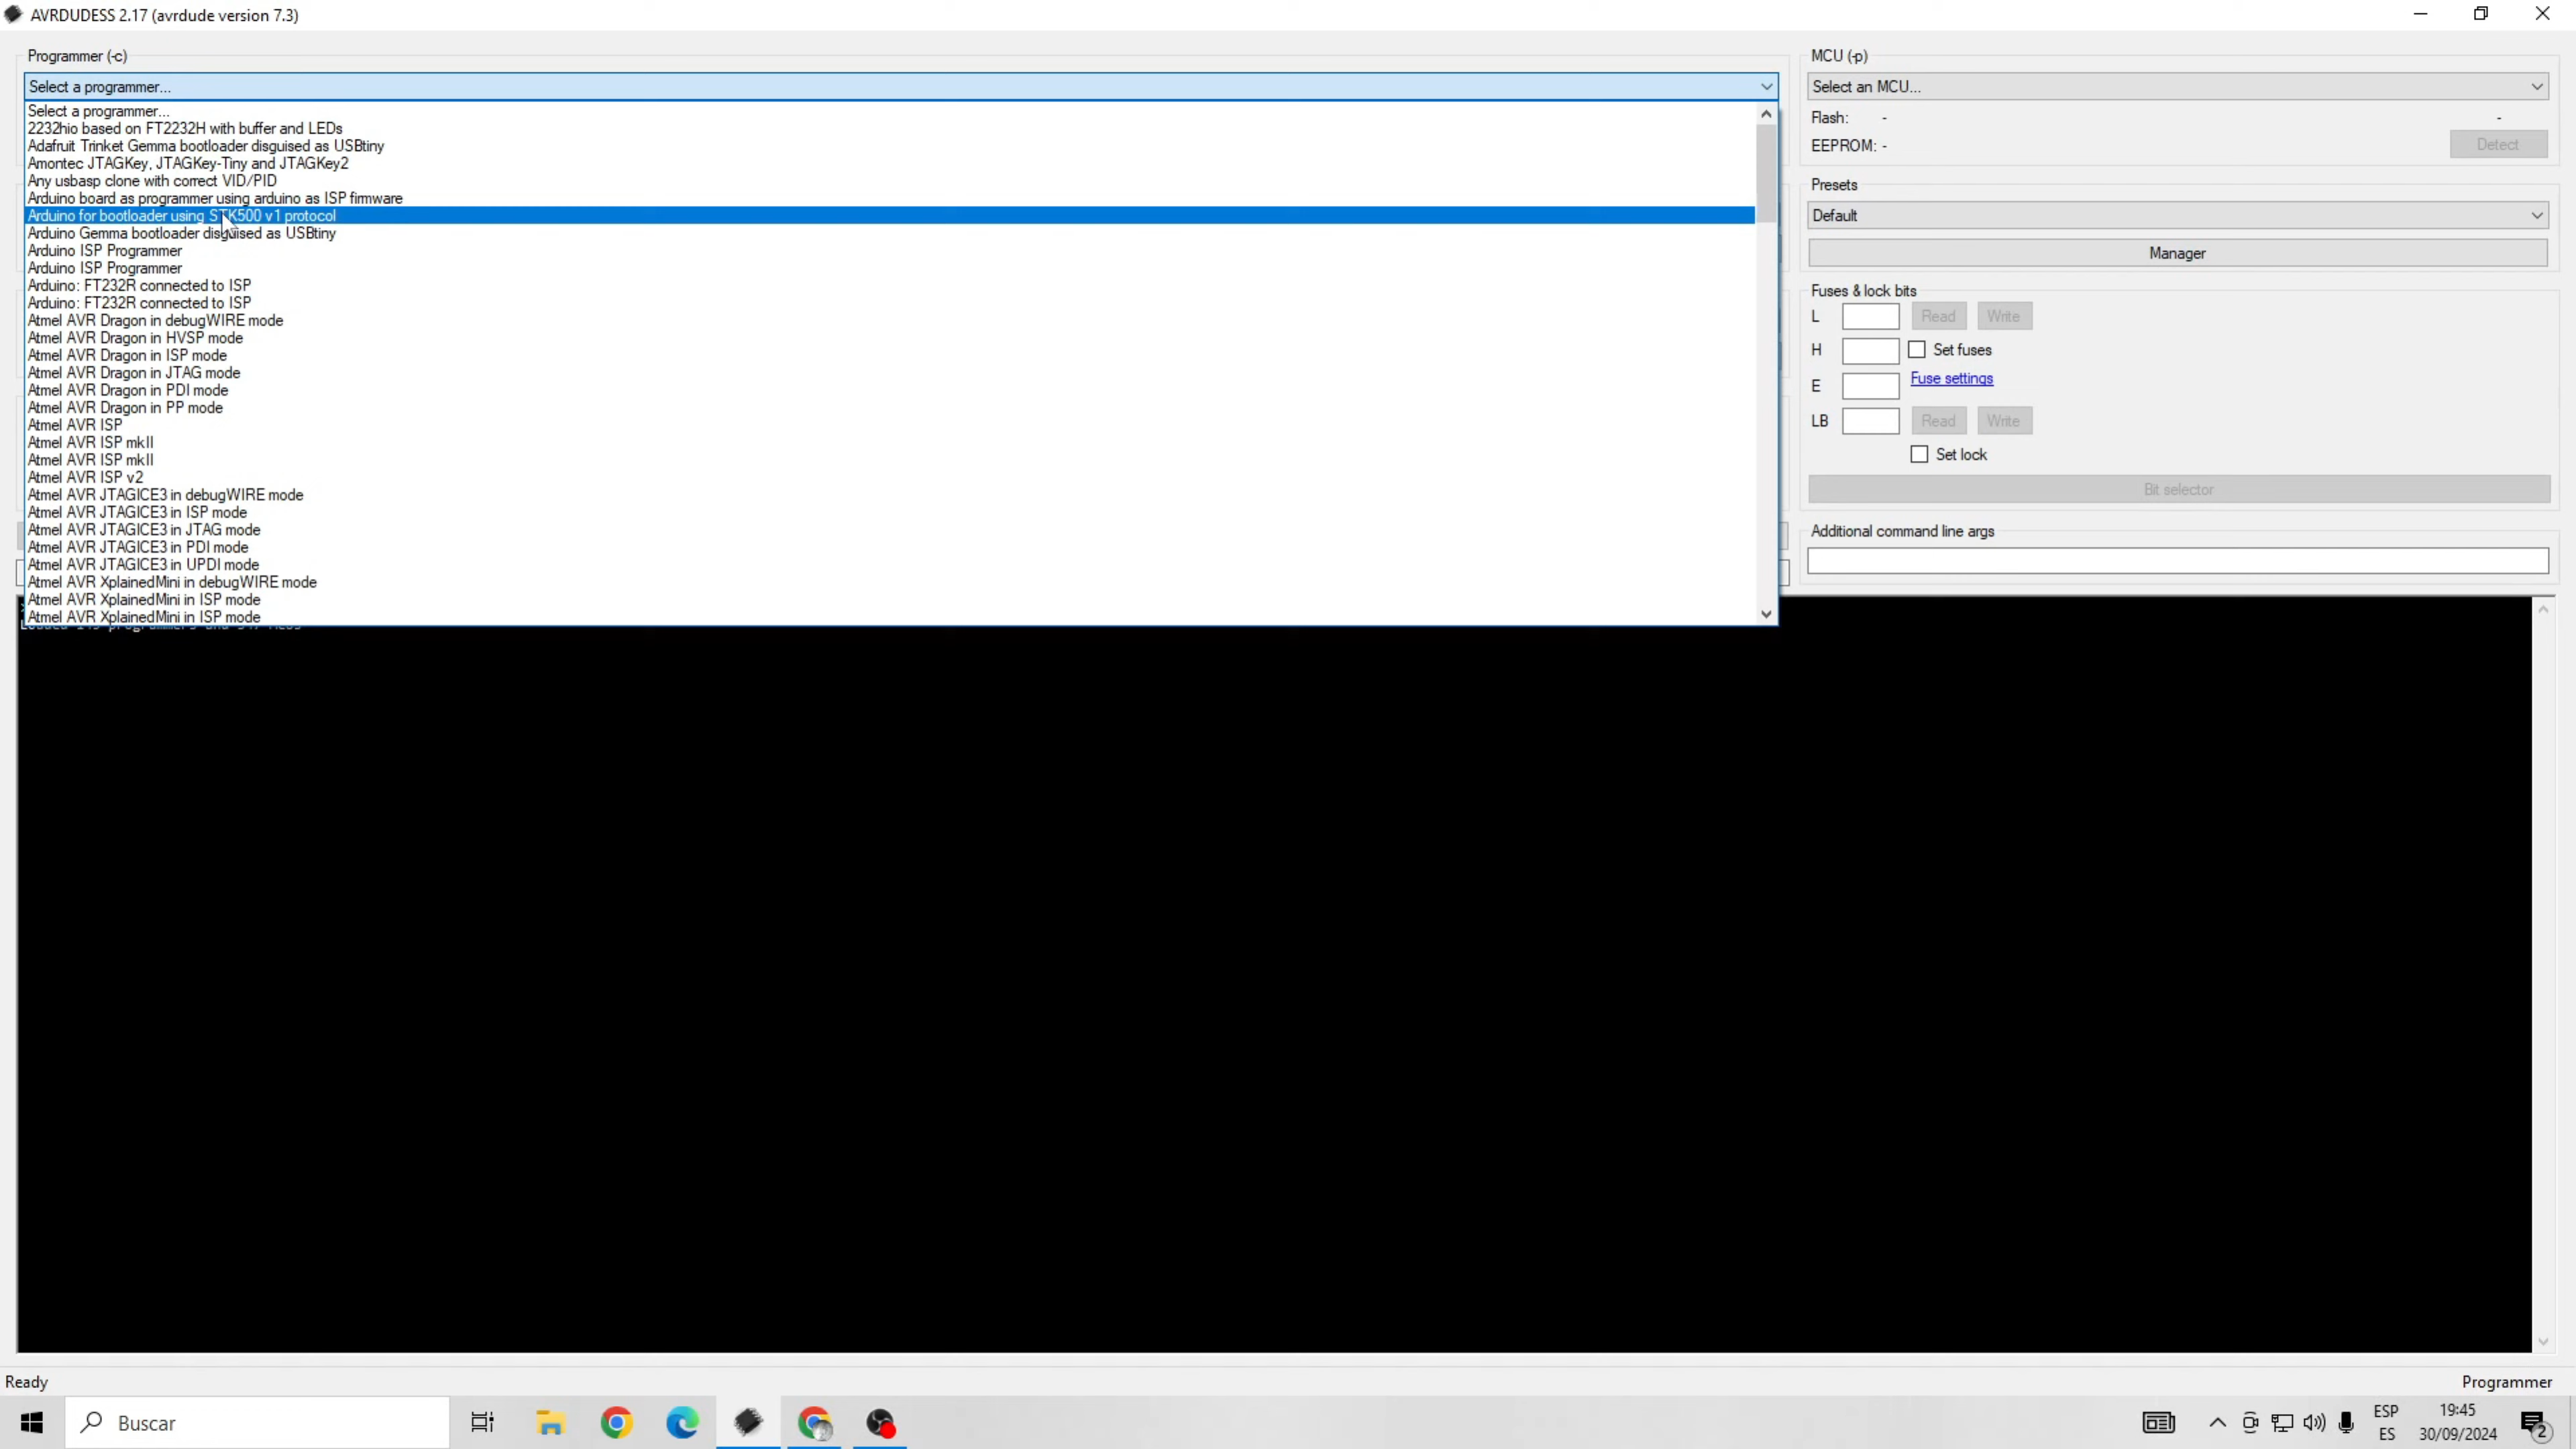 AVRDUDESS 2.17 (avrdude version 7.3)
Programmer (-c)
Select a programmer...
Select a programmer...
2232hio based on FT2232H with buffer and LEDs
Adafruit Trinket Gemma bootloader disguised as USBtiny
Amontec JTAGKey, JTAGKey-Tiny and JTAGKey2
Any usbasp clone with correct VID/PID
Arduino board as programmer using arduino as ISP firmware
Arduino for bootloader using STK500 v1 protocol
Arduino Gemma bootloader disguised as USBtiny
Arduino ISP Programmer
Arduino ISP Programmer
Arduino: FT232R connected to ISP
Arduino: FT232R connected to ISP
Atmel AVR Dragon in debugWIRE mode
Atmel AVR Dragon in HVSP mode
Atmel AVR Dragon in ISP mode
Atmel AVR Dragon in JTAG mode
Atmel AVR Dragon in PDI mode
Atmel AVR Dragon in PP mode
Atmel AVR ISP
Atmel AVR ISP mkII
Atmel AVR ISP mkII
Atmel AVR ISP v2
Atmel AVR JTAGICE3 in debugWIRE mode
Atmel AVR JTAGICE3 in ISP mode
Atmel AVR JTAGICE3 in JTAG mode
Atmel AVR JTAGICE3 in PDI mode
Atmel AVR JTAGICE3 in UPDI mode
Atmel AVR XplainedMini in debugWIRE mode
Atmel AVR XplainedMini in ISP mode
Atmel AVR XplainedMini in ISP mode
MCU (-p)
Select an MCU...
Flash: - -
EEPROM: - Detect
Presets
Default
Manager
Fuses & lock bits
L Read Write
H Set fuses
E Fuse settings
LB Read Write
Set lock
Bit selector
Additional command line args
Ready
Programmer
Buscar
ESP
ES
19:45
30/09/2024
2